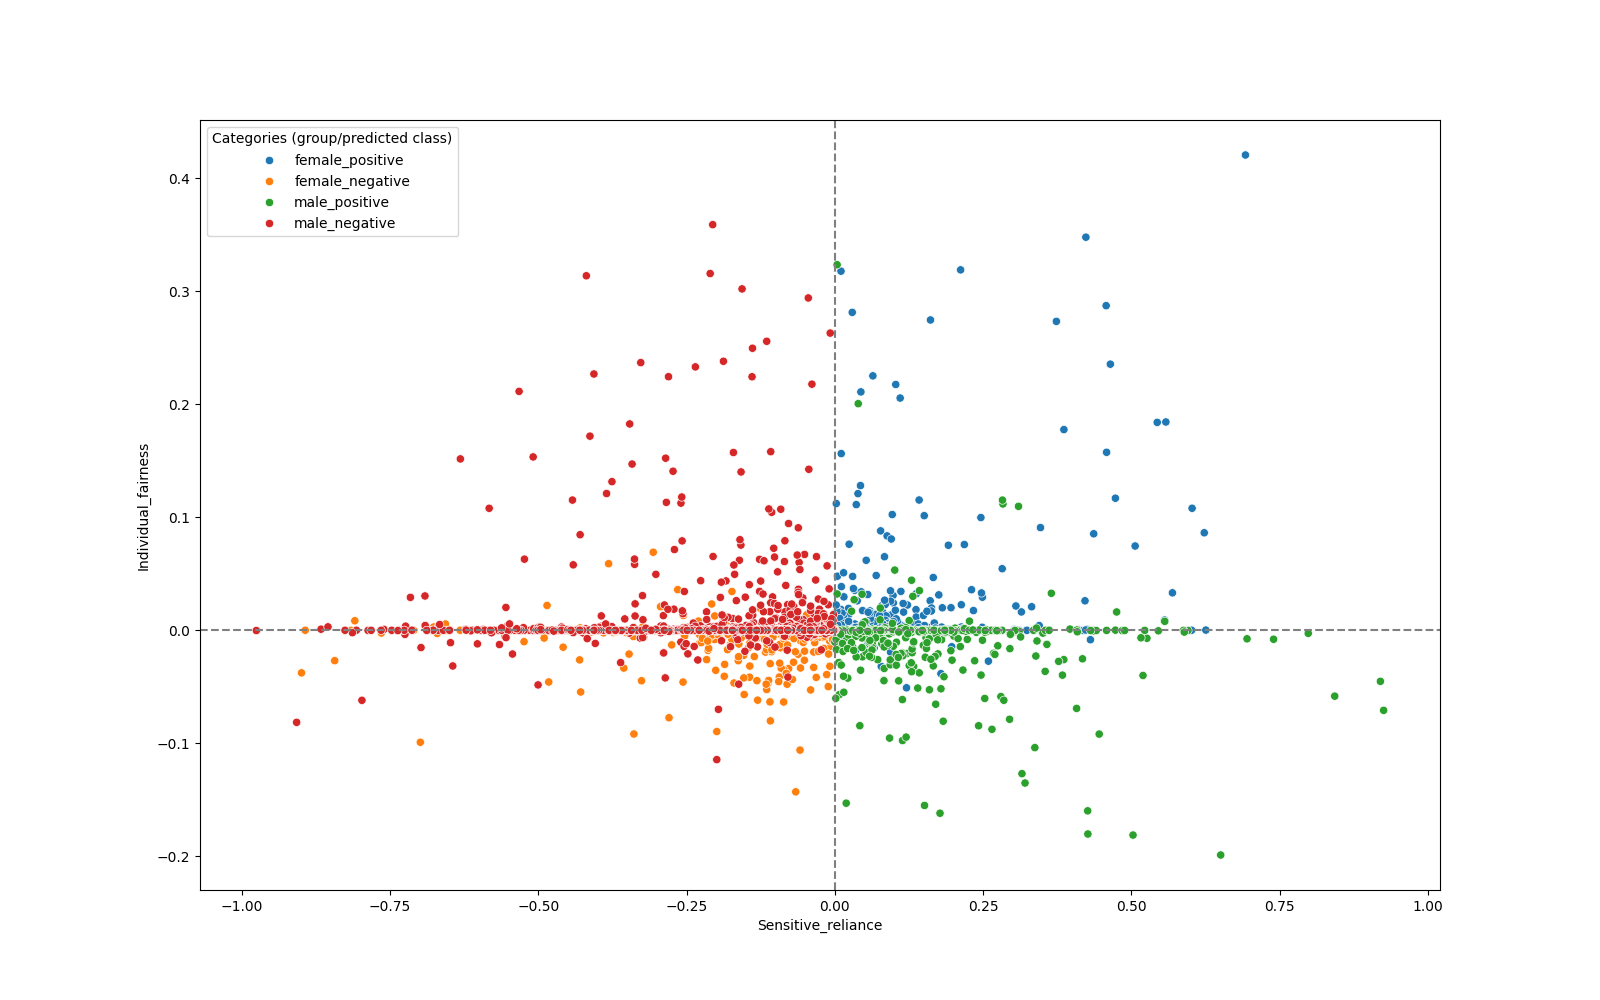 Categories (group/predicted class)
female_positive
female_negative
male_positive
male_negative
0.4
0.3
0.2
0.1
0.0
−0.1
−0.2
Individual_fairness
−1.00 −0.75 −0.50 −0.25 0.00 0.25 0.50 0.75 1.00
Sensitive_reliance